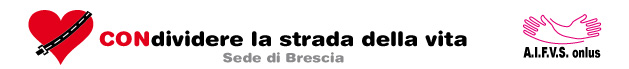 CONdividere la strada della vita
Sede di Brescia
A.I.F.V.S. onlus